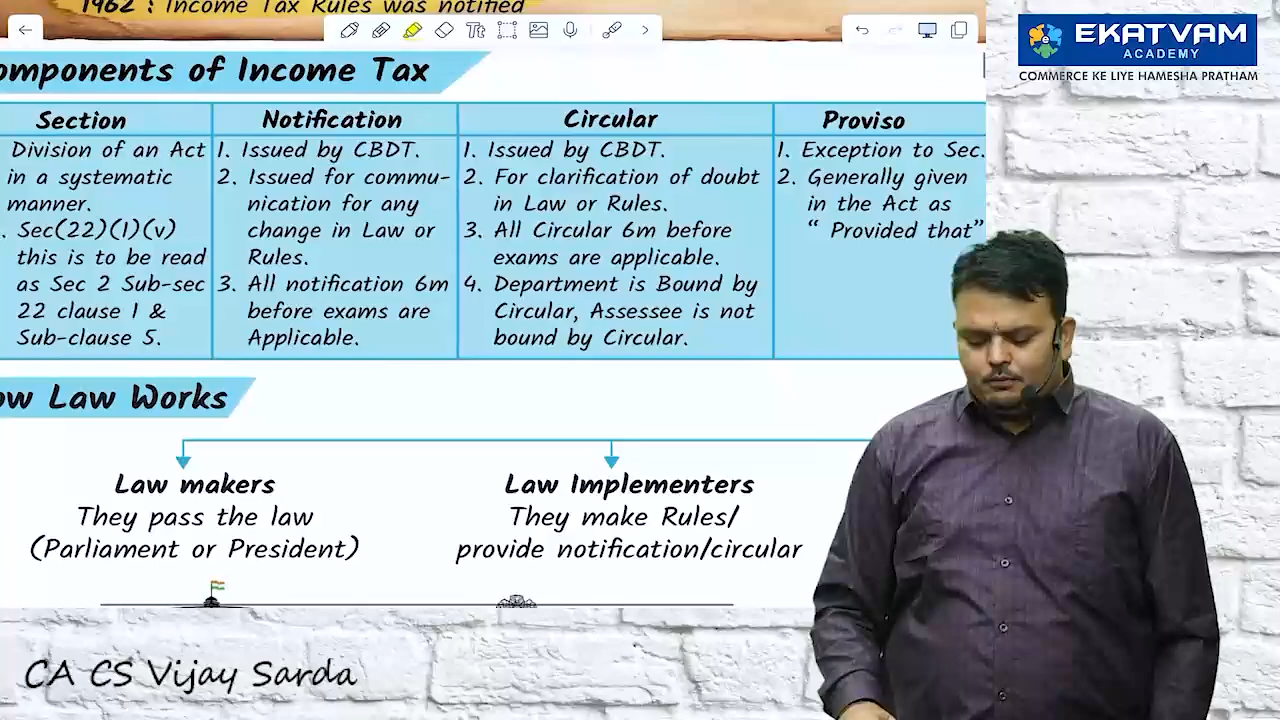 1962 : Income Tax Rules was notified
EKATVAM
ACADEMY
COMMERCE KE LIYE HAMESHA PRATHAM
omponents of Income Tax
Section
Division of an Act
in a systematic
manner.
. Sec(22)(1)(v)
this is to be read
as Sec 2 Sub-sec
22 clause 1 &
Sub-clause 5.
Notification
1. Issued by CBDT.
2. Issued for commu-
nication for any
change in Law or
Rules.
3. All notification 6m
before exams are
Applicable.
Circular
1. Issued by CBDT.
2. For clarification of doubt
in Law or Rules.
3. All Circular 6m before
exams are applicable.
4. Department is Bound by
Circular, Assessee is not
bound by Circular.
Proviso
1. Exception to Sec.
2. Generally given
in the Act as
“ Provided that”
ow Law Works
Law makers
They pass the law
(Parliament or President)
Law Implementers
They make Rules/
provide notification/circular
CA CS Vijay Sarda